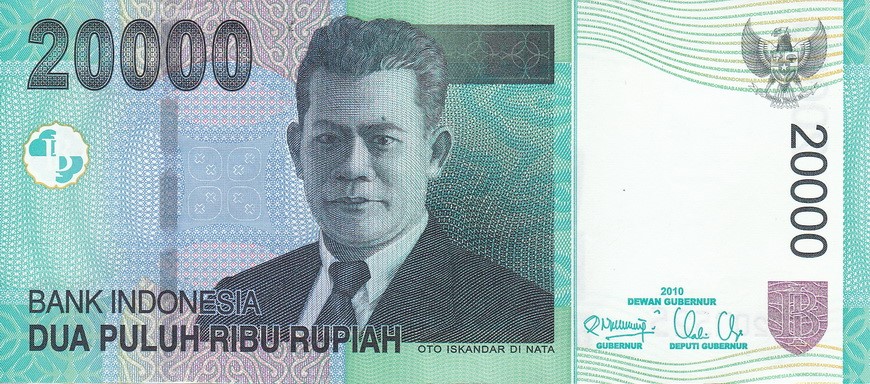 20000
BANK INDONESIA
DUA PULUH RIBU RUPIAH
OTO ISKANDAR DI NATA
20000
2010
DEWAN GUBERNUR
GUBERNUR
DEPUTI GUBERNUR